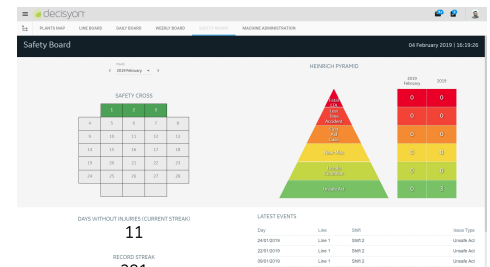 decisyon
PLANTS MAP LINE BOARD DAILY BOARD WEEKLY BOARD SAFETY BOARD MACHINE ADMINISTRATION
Safety Board
04 February 2019 | 16:19:26
2019 February
SAFETY CROSS
1 2 3
4 5 6 7 8
9 10 11 12 13
14 15 16 17 18
19 20 21 22 23
24 25 26 27 28
HEINRICH PYRAMID
2019 February
2019
Lost Time Accident 0 0
0 0
Near Miss 0 0
0 0
Unsafe Act 0 3
DAYS WITHOUT INJURIES (CURRENT STREAK)
11
RECORD STREAK
LATEST EVENTS
Day Line Shift Issue Type
24/01/2019 Line 1 Shift 2 Unsafe Act
22/01/2019 Line 1 Shift 2 Unsafe Act
09/01/2019 Line 1 Shift 2 Unsafe Act